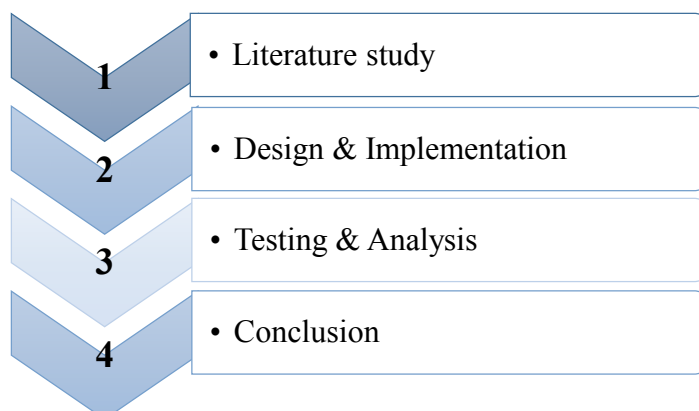 1
• Literature study
2
• Design & Implementation
3
• Testing & Analysis
4
• Conclusion